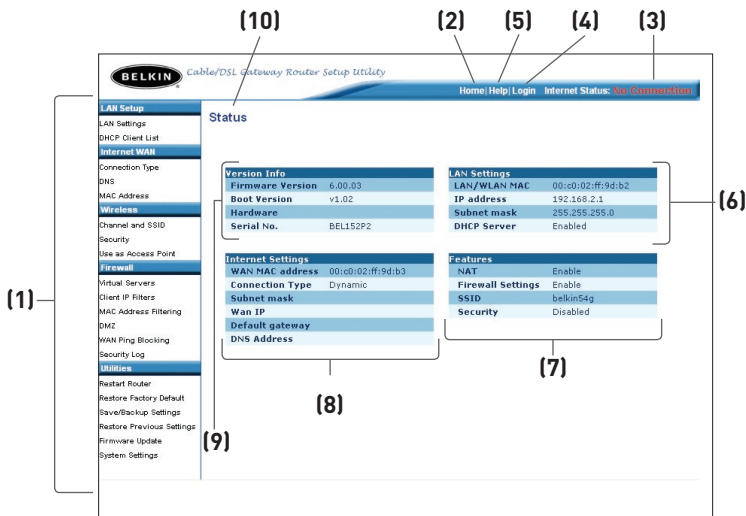 (10) (2) (5) (4) (3)
BELKIN Cable/DSL Gateway Router Setup Utility
Home| Help| Login Internet Status: No Connection
LAN Setup
LAN Settings
DHCP Client List
Internet WAN
Connection Type
DNS
MAC Address
Wireless
Channel and SSID
Security
Use as Access Point
Firewall
Virtual Servers
Client IP Filters
MAC Address Filtering
DMZ
WAN Ping Blocking
Security Log
Utilities
Restart Router
Restore Factory Default
Save/Backup Settings
Restore Previous Settings
Firmware Update
System Settings
(1)
Status
Version Info
Firmware Version 6.00.03
Boot Version v1.02
Hardware
Serial No. BEL152P2
(9)
LAN Settings
LAN/WLAN MAC 00:c0:02:ff:9d:b2
IP address 192.168.2.1
Subnet mask 255.255.255.0
DHCP Server Enabled
(6)
Internet Settings
WAN MAC address 00:c0:02:ff:9d:b3
Connection Type Dynamic
Subnet mask
Wan IP
Default gateway
DNS Address
(8)
Features
NAT Enable
Firewall Settings Enable
SSID belkin54g
Security Disabled
(7)